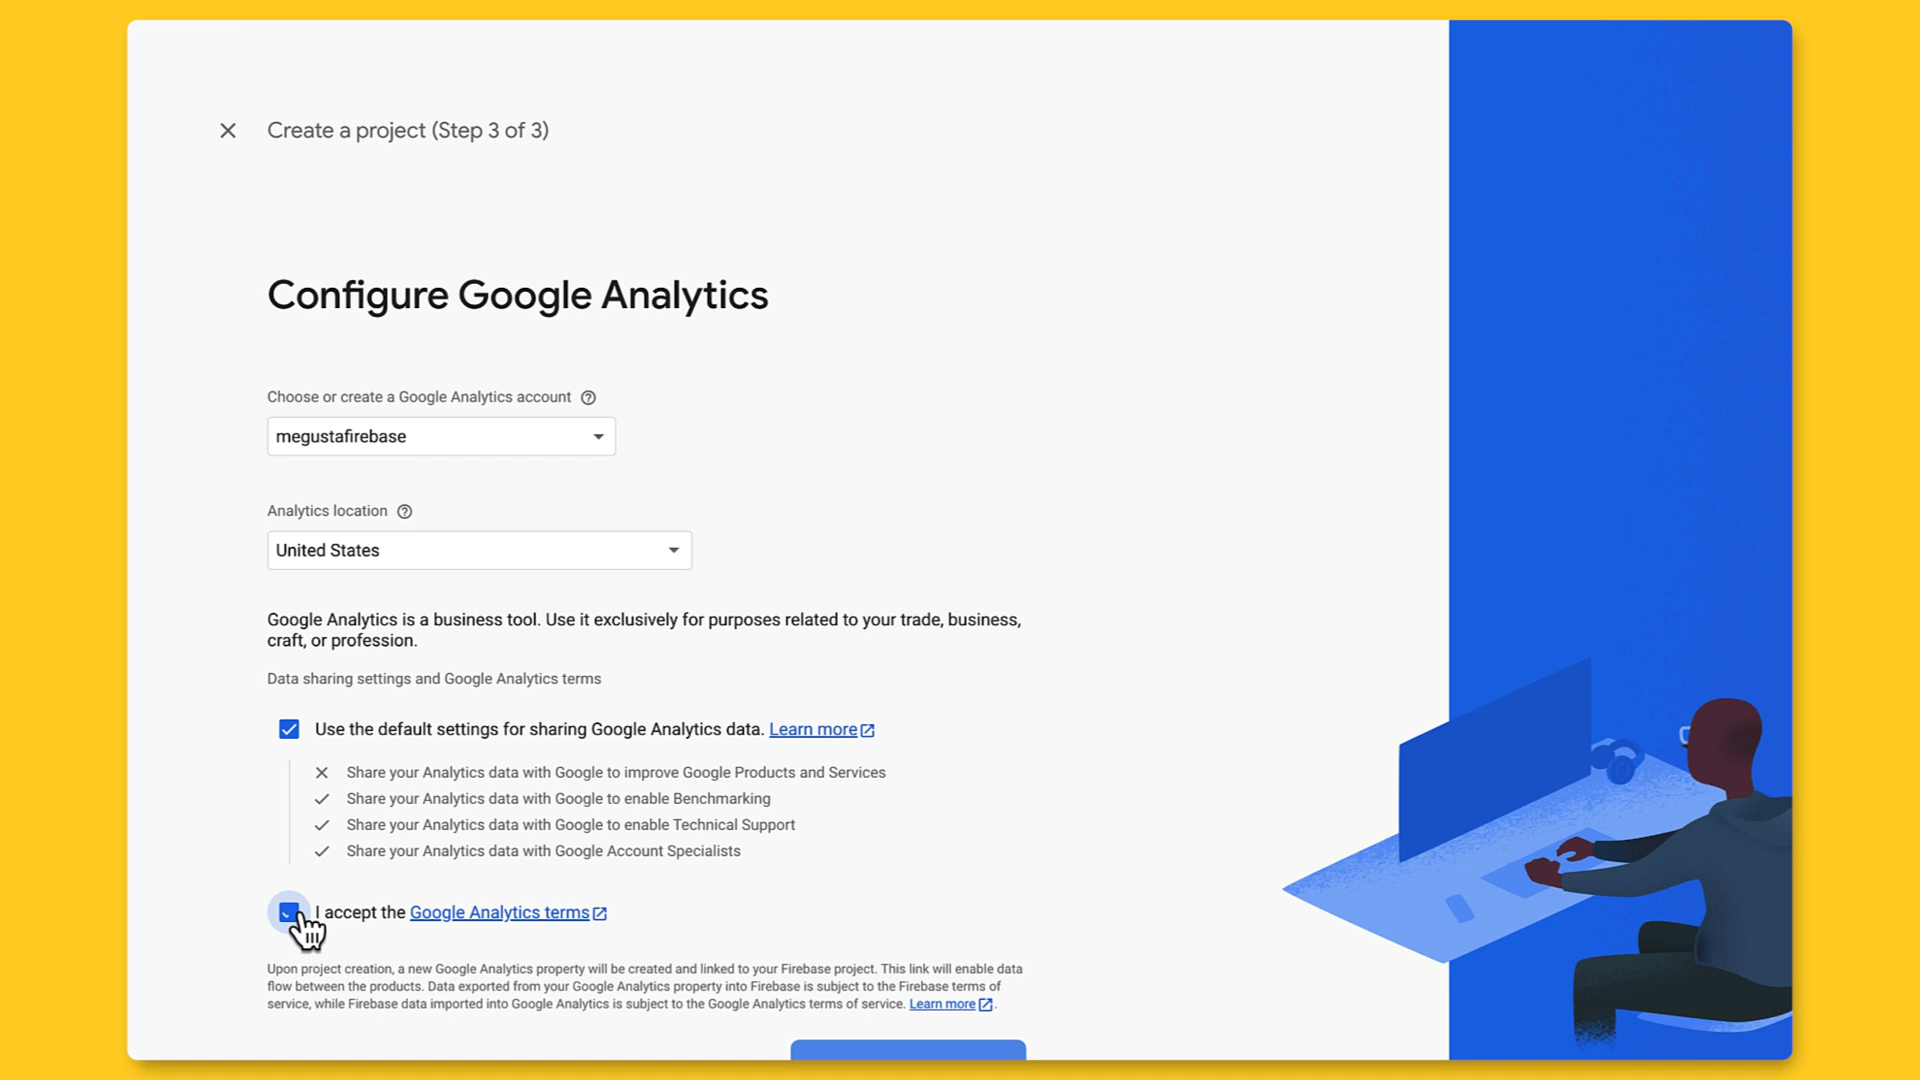 Create a project (Step 3 of 3)
Configure Google Analytics
Choose or create a Google Analytics account
megustafirebase
Analytics location
United States
Google Analytics is a business tool. Use it exclusively for purposes related to your trade, business,
craft, or profession.
Data sharing settings and Google Analytics terms
Use the default settings for sharing Google Analytics data. Learn more
Share your Analytics data with Google to improve Google Products and Services
Share your Analytics data with Google to enable Benchmarking
Share your Analytics data with Google to enable Technical Support
Share your Analytics data with Google Account Specialists
I accept the Google Analytics terms
Upon project creation, a new Google Analytics property will be created and linked to your Firebase project. This link will enable data
flow between the products. Data exported from your Google Analytics property into Firebase is subject to the Firebase terms of
service, while Firebase data imported into Google Analytics is subject to the Google Analytics terms of service. Learn more.